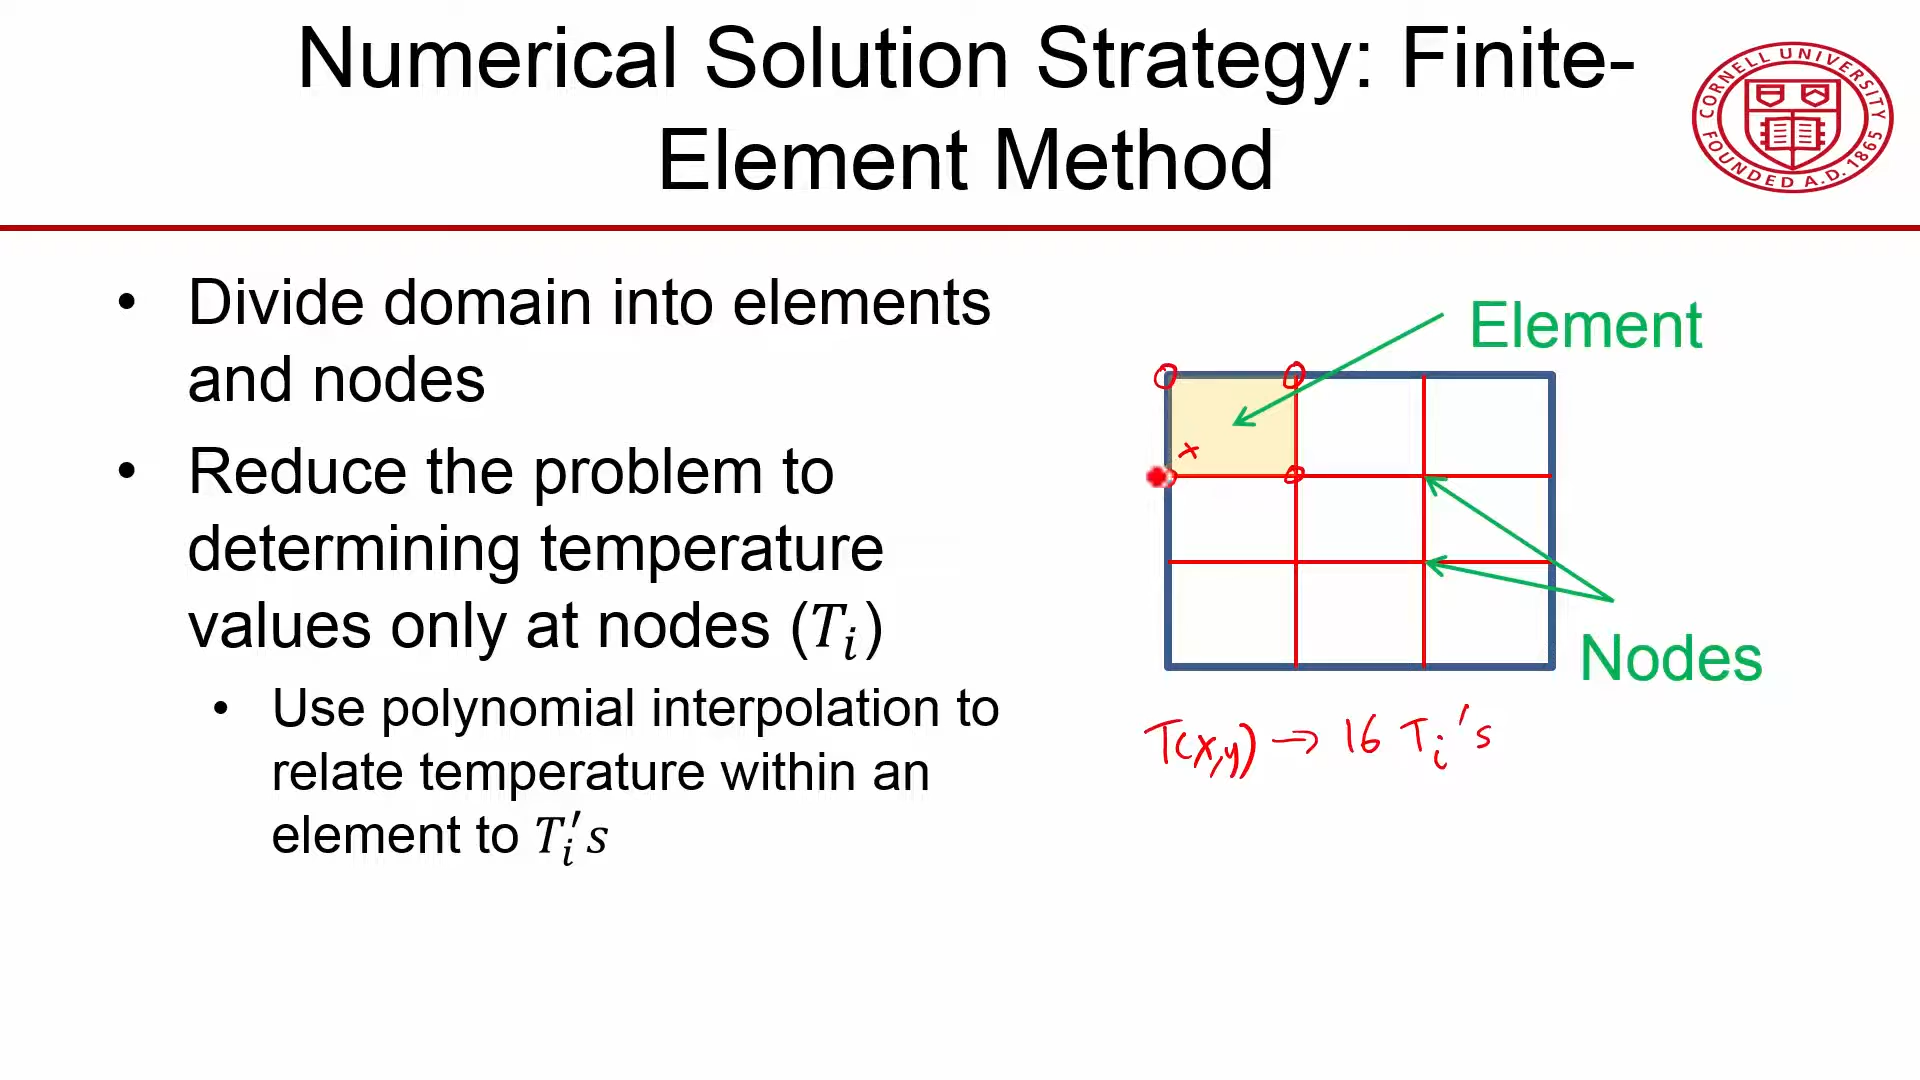 Numerical Solution Strategy: Finite-
Element Method
CORNELL UNIVERSITY
FOUNDED A.D. 1865
• Divide domain into elements
and nodes
• Reduce the problem to
determining temperature
values only at nodes (Tᵢ)
• Use polynomial interpolation to
relate temperature within an
element to Tᵢ′s
Element
x
Nodes
T(x,y) → 16 Tᵢ's